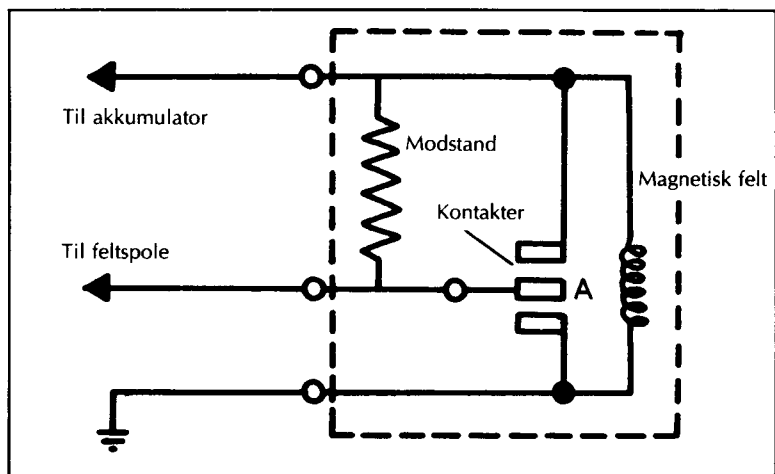 Til akkumulator
Modstand
Magnetisk felt
Kontakter
Til feltspole
A